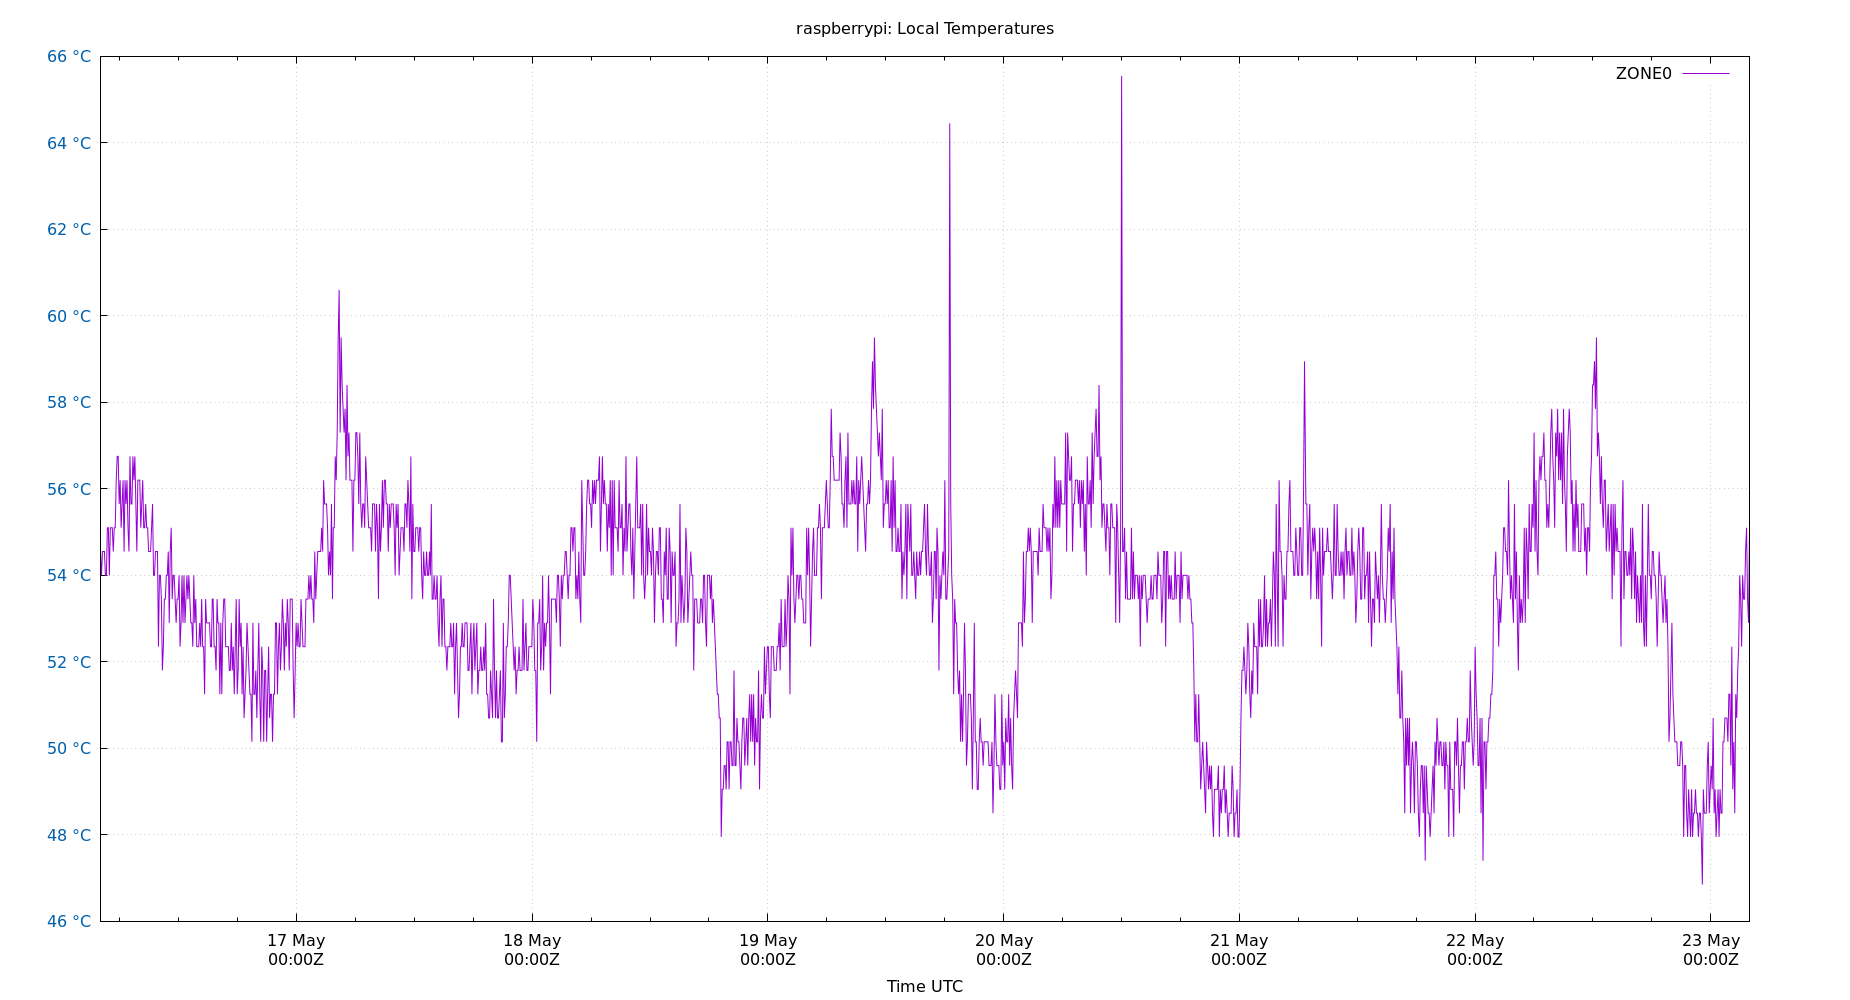 raspberrypi: Local Temperatures
ZONE0
66 °C
64 °C
62 °C
60 °C
58 °C
56 °C
54 °C
52 °C
50 °C
48 °C
46 °C
17 May 00:00Z
18 May 00:00Z
19 May 00:00Z
20 May 00:00Z
21 May 00:00Z
22 May 00:00Z
23 May 00:00Z
Time UTC